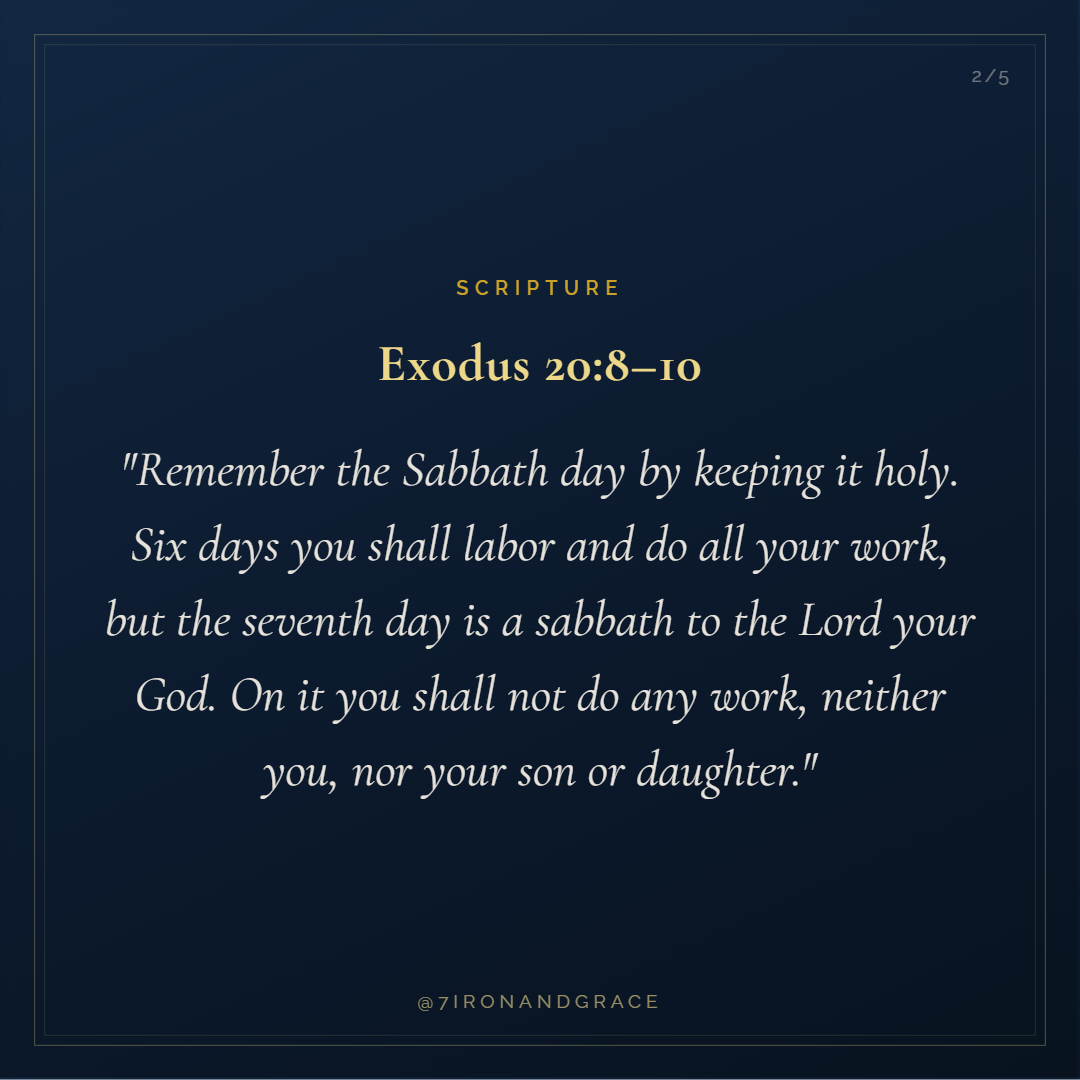 2/5
SCRIPTURE
Exodus 20:8–10
"Remember the Sabbath day by keeping it holy.
Six days you shall labor and do all your work,
but the seventh day is a sabbath to the Lord your
God. On it you shall not do any work, neither
you, nor your son or daughter."
@7IRONANDGRACE